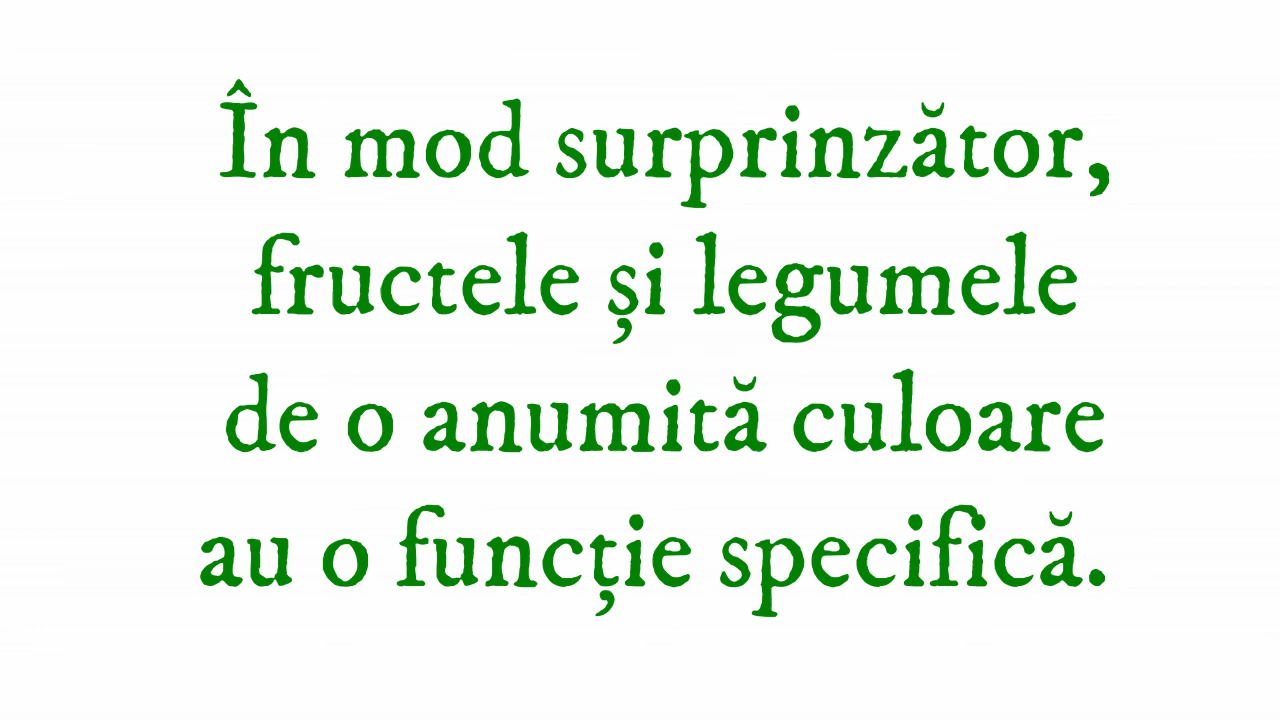 În mod surprinzător,
fructele și legumele
de o anumită culoare
au o funcție specifică.